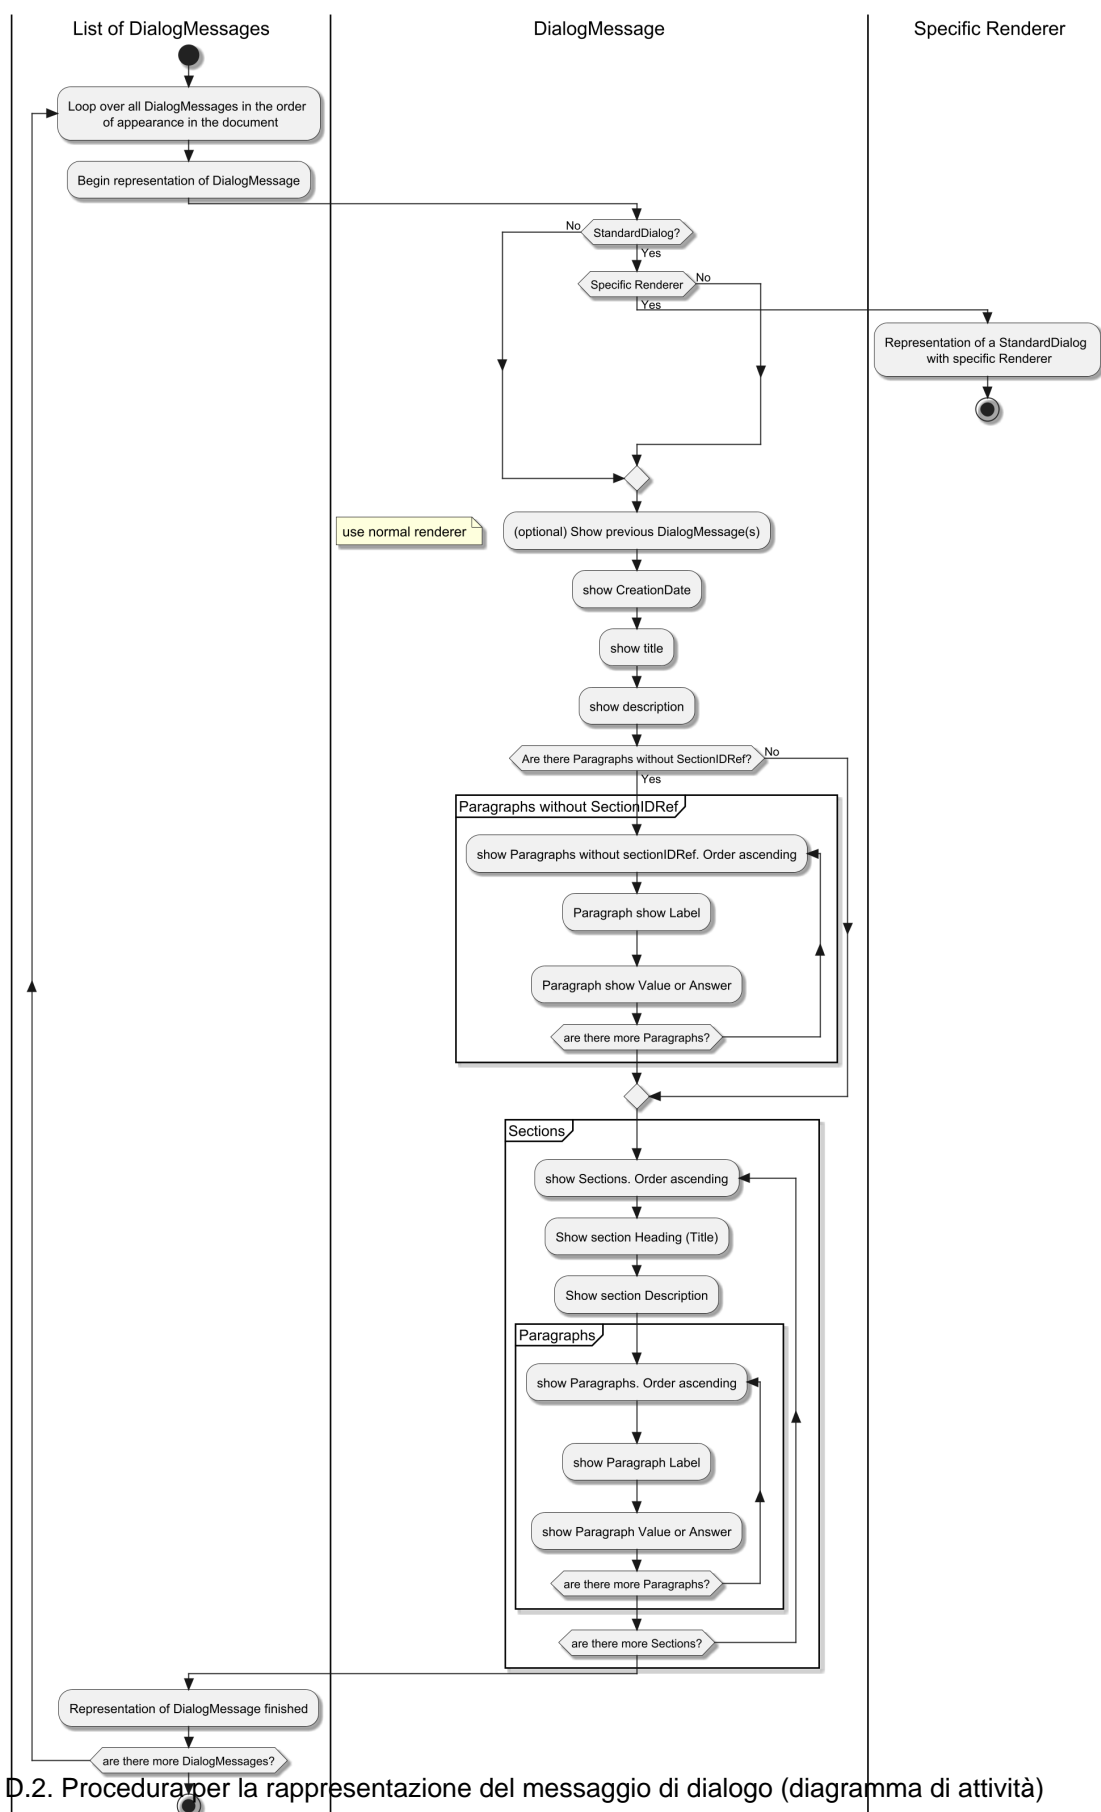 List of DialogMessages
DialogMessage
Specific Renderer
Loop over all DialogMessages in the order
of appearance in the document
Begin representation of DialogMessage
No
StandardDialog?
Yes
Specific Renderer
No
Yes
Representation of a StandardDialog
with specific Renderer
use normal renderer
(optional) Show previous DialogMessage(s)
show CreationDate
show title
show description
Are there Paragraphs without SectionIDRef?
No
Yes
Paragraphs without SectionIDRef
show Paragraphs without sectionIDRef. Order ascending
Paragraph show Label
Paragraph show Value or Answer
are there more Paragraphs?
Sections
show Sections. Order ascending
Show section Heading (Title)
Show section Description
Paragraphs
show Paragraphs. Order ascending
show Paragraph Label
show Paragraph Value or Answer
are there more Paragraphs?
are there more Sections?
Representation of DialogMessage finished
are there more DialogMessages?
D.2. Procedura per la rappresentazione del messaggio di dialogo (diagramma di attività)